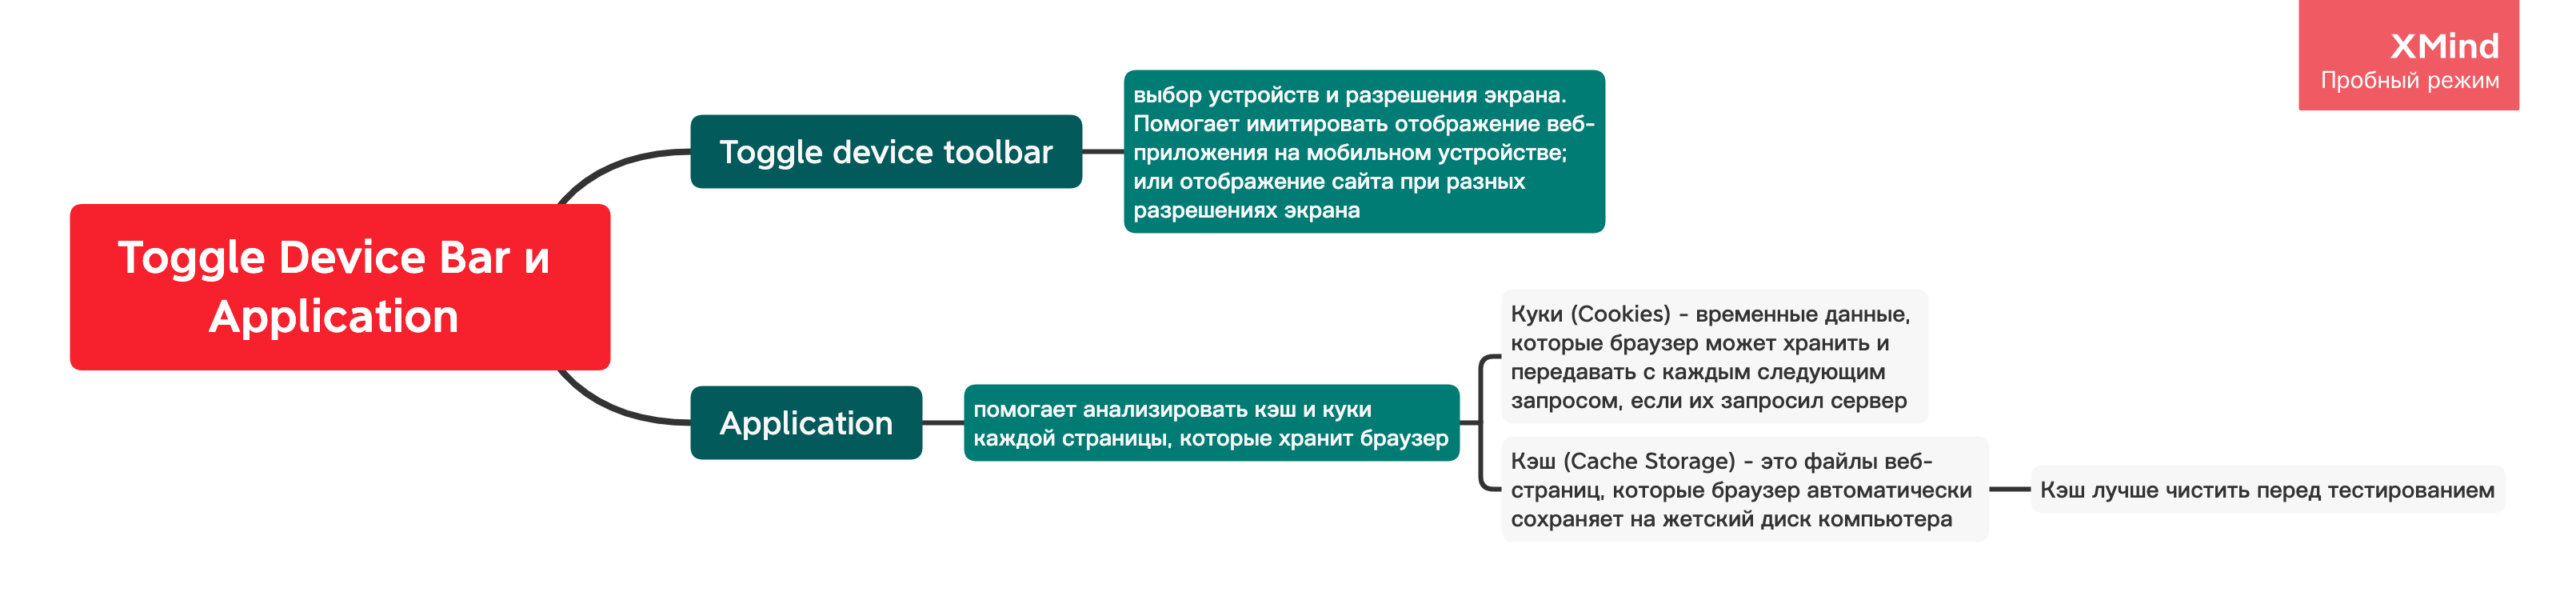 XMind
Пробный режим
Toggle Device Bar и
Application
Toggle device toolbar
выбор устройств и разрешения экрана.
Помогает имитировать отображение веб-
приложения на мобильном устройстве;
или отображение сайта при разных
разрешениях экрана
Application
помогает анализировать кэш и куки
каждой страницы, которые хранит браузер
Куки (Cookies) - временные данные,
которые браузер может хранить и
передавать с каждым следующим
запросом, если их запросил сервер
Кэш (Cache Storage) - это файлы веб-
страниц, которые браузер автоматически
сохраняет на жетский диск компьютера
Кэш лучше чистить перед тестированием